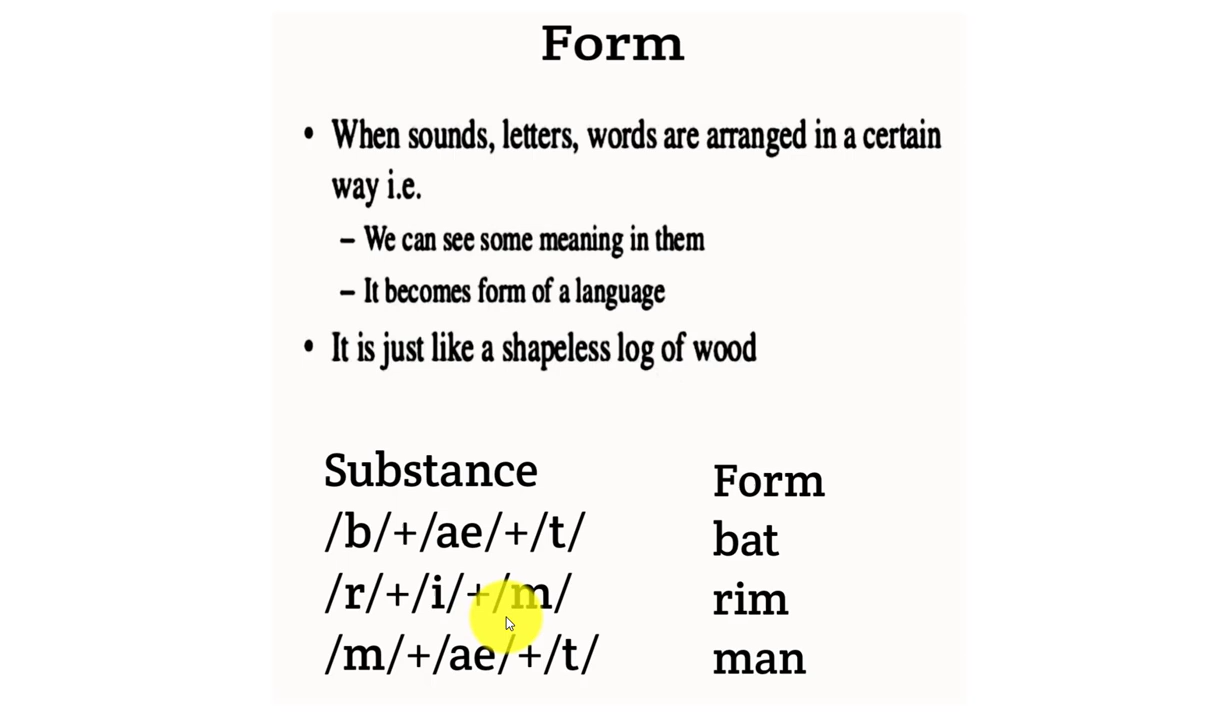 Form
• When sounds, letters, words are arranged in a certain
way i.e.
– We can see some meaning in them
– It becomes form of a language
• It is just like a shapeless log of wood
Substance
/b/+/ae/+/t/
/r/+/i/+/m/
/m/+/ae/+/t/
Form
bat
rim
man